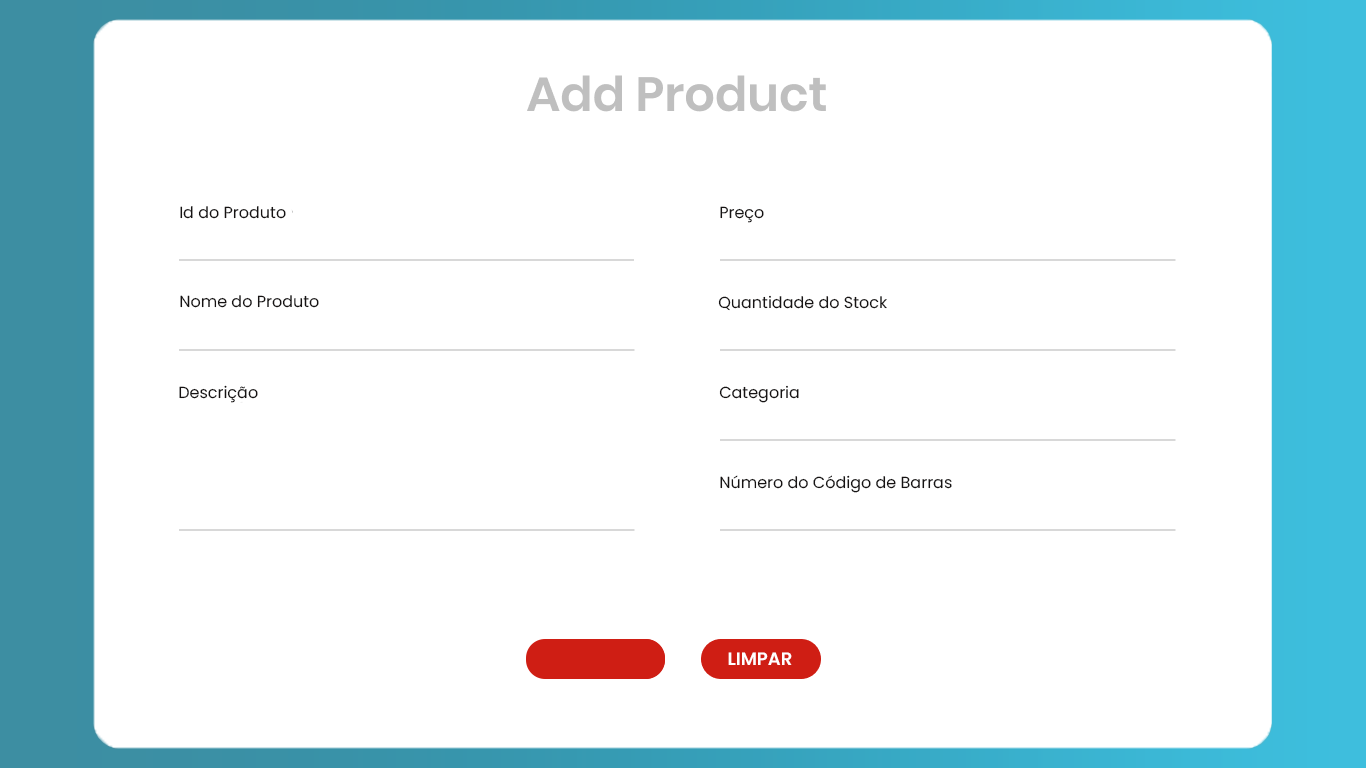 Add Product
Id do Produto
Preço
Nome do Produto
Quantidade do Stock
Descrição
Categoria
Número do Código de Barras
LIMPAR